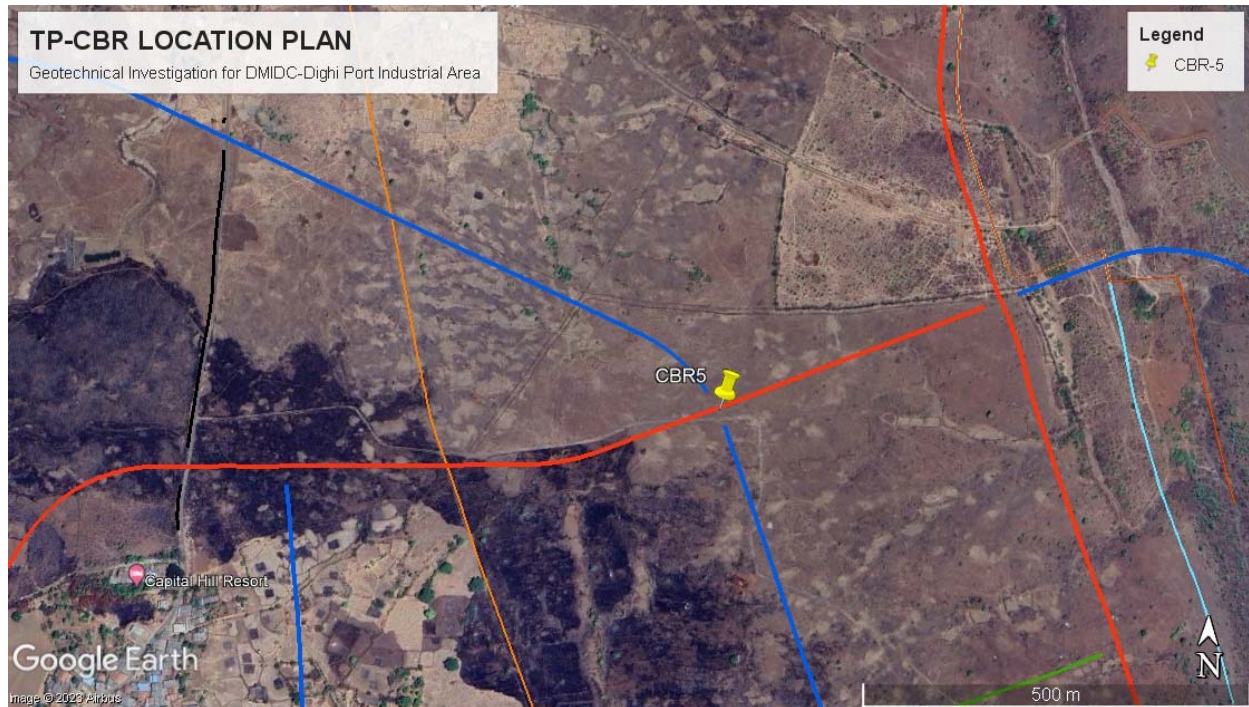 TP-CBR LOCATION PLAN
Geotechnical Investigation for DMIDC-Dighi Port Industrial Area
Legend
CBR-5
CBR5
Capital Hill Resort
Google Earth
Image © 2023 Airbus
500 m
N